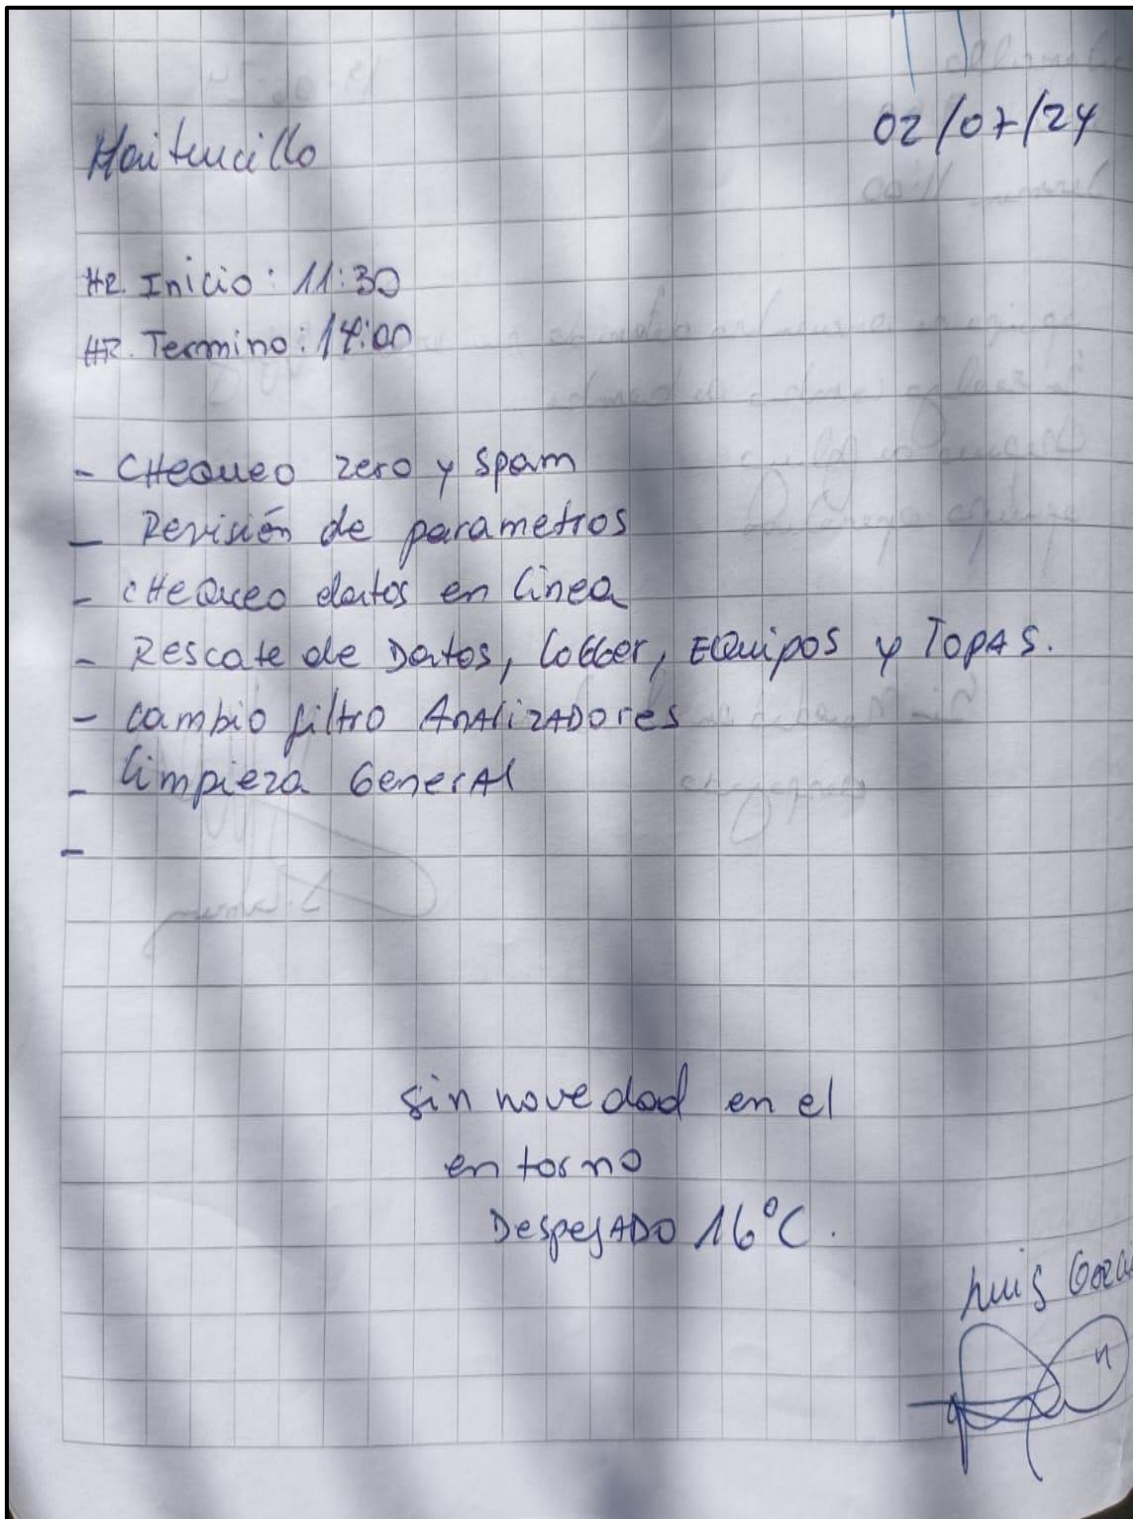 Maitencillo
02/07/24
HR. Inicio: 11:30
HR. Termino: 14:00
- CHequeo zero y spam
- Revisión de parametros
- cHequeo datos en linea
- Rescate de Datos, loGGer, EQuipos y TOPAS.
- cambio filtro AnAlizADores
- limpieza GenerAl
-
sin novedad en el
entorno
DespejADO 16°C.
Luis